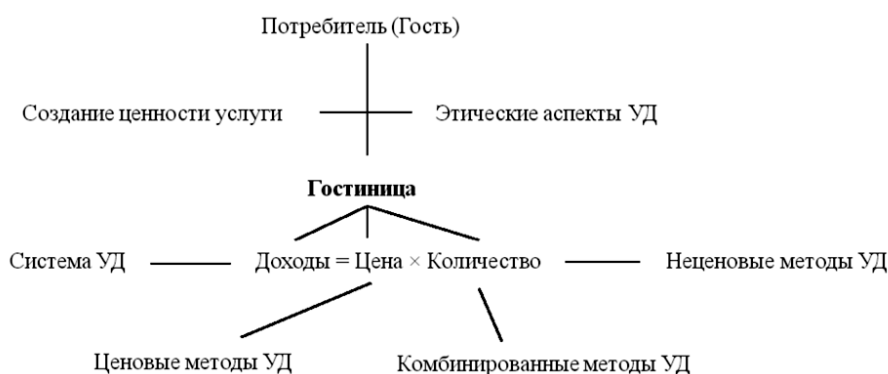 Потребитель (Гость)
Создание ценности услуги Этические аспекты УД
Гостиница
Система УД Доходы = Цена × Количество Неценовые методы УД
Ценовые методы УД Комбинированные методы УД